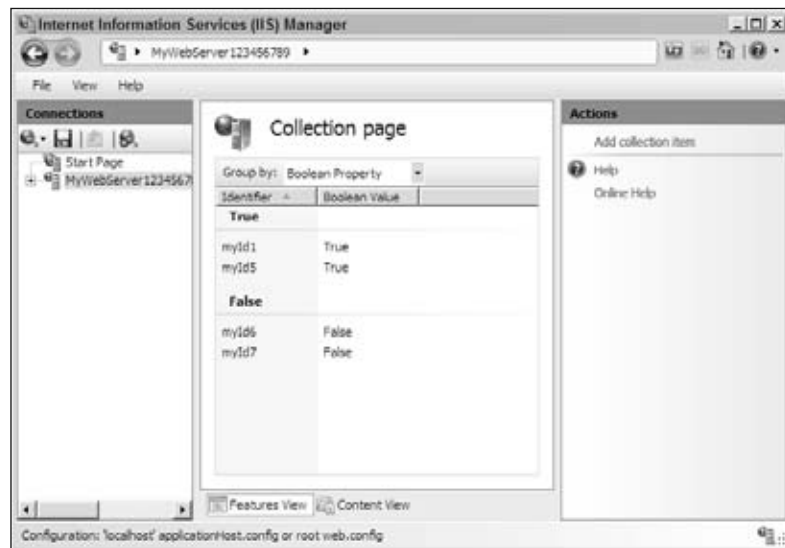 Internet Information Services (IIS) Manager
MyWebServer123456789
File View Help
Connections
Start Page
MyWebServer1234567
Collection page
Group by: Boolean Property
Identifier Boolean Value
True
myId1 True
myId5 True
False
myId6 False
myId7 False
Features View Content View
Actions
Add collection item
Help
Online Help
Configuration: 'localhost' applicationHost.config or root web.config